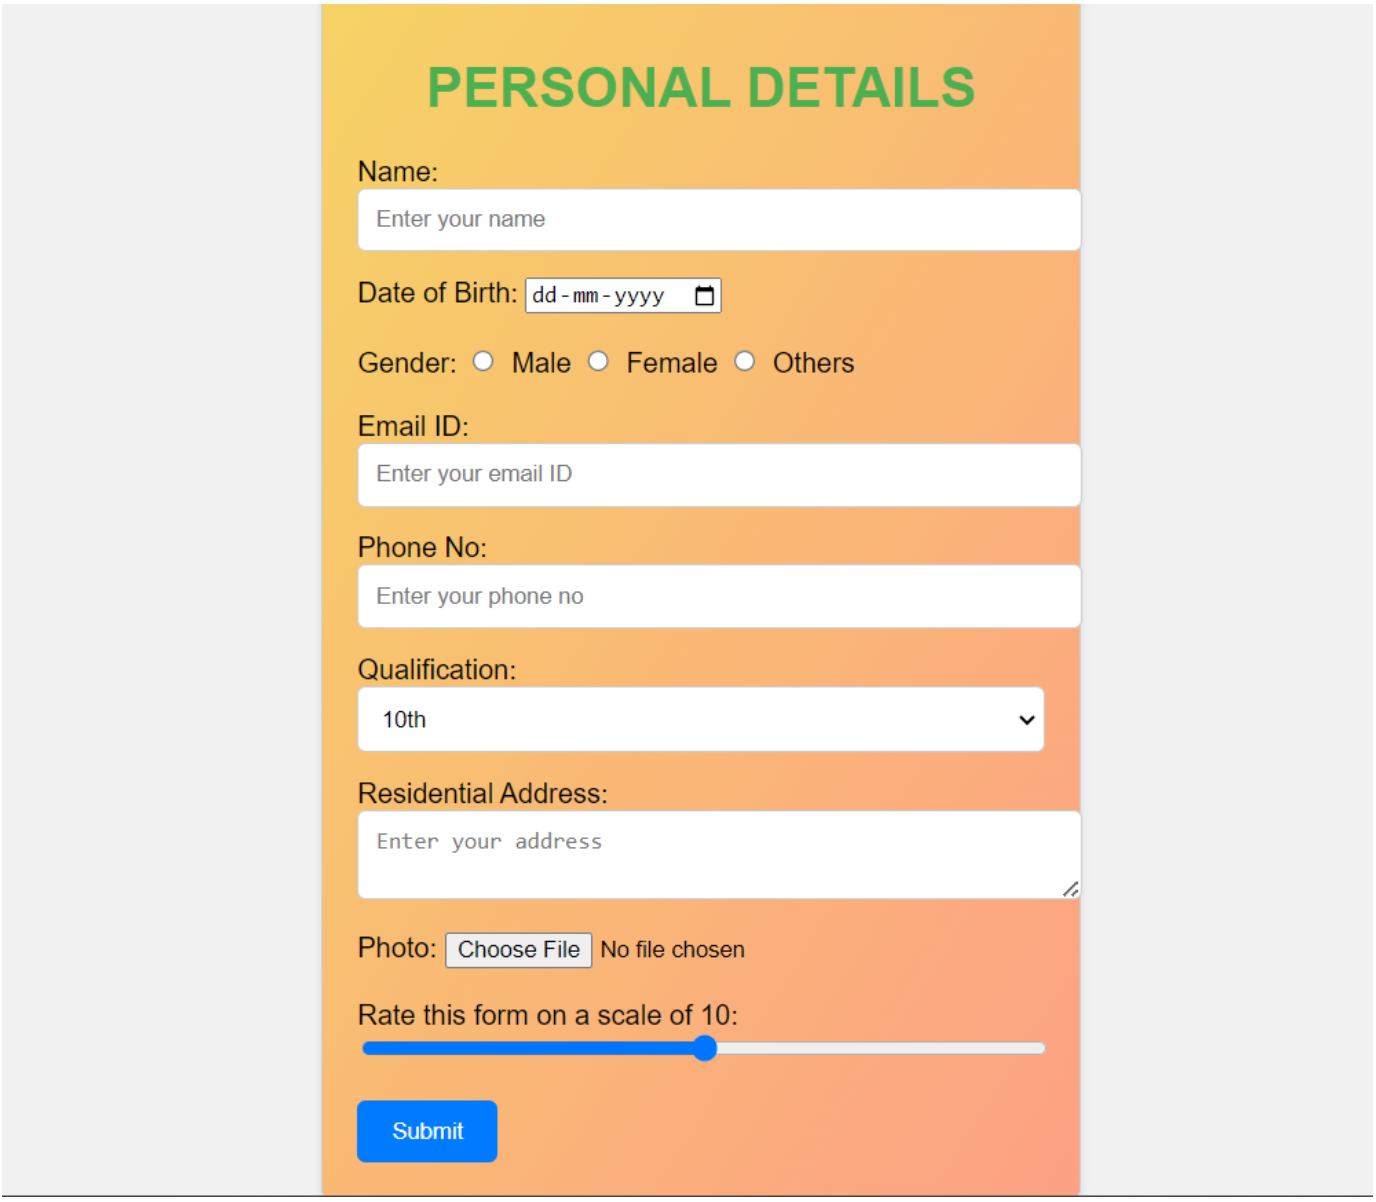 PERSONAL DETAILS
Name:
Enter your name
Date of Birth: dd-mm-yyyy
Gender: Male Female Others
Email ID:
Enter your email ID
Phone No:
Enter your phone no
Qualification:
10th
Residential Address:
Enter your address
Photo: Choose File No file chosen
Rate this form on a scale of 10:
Submit